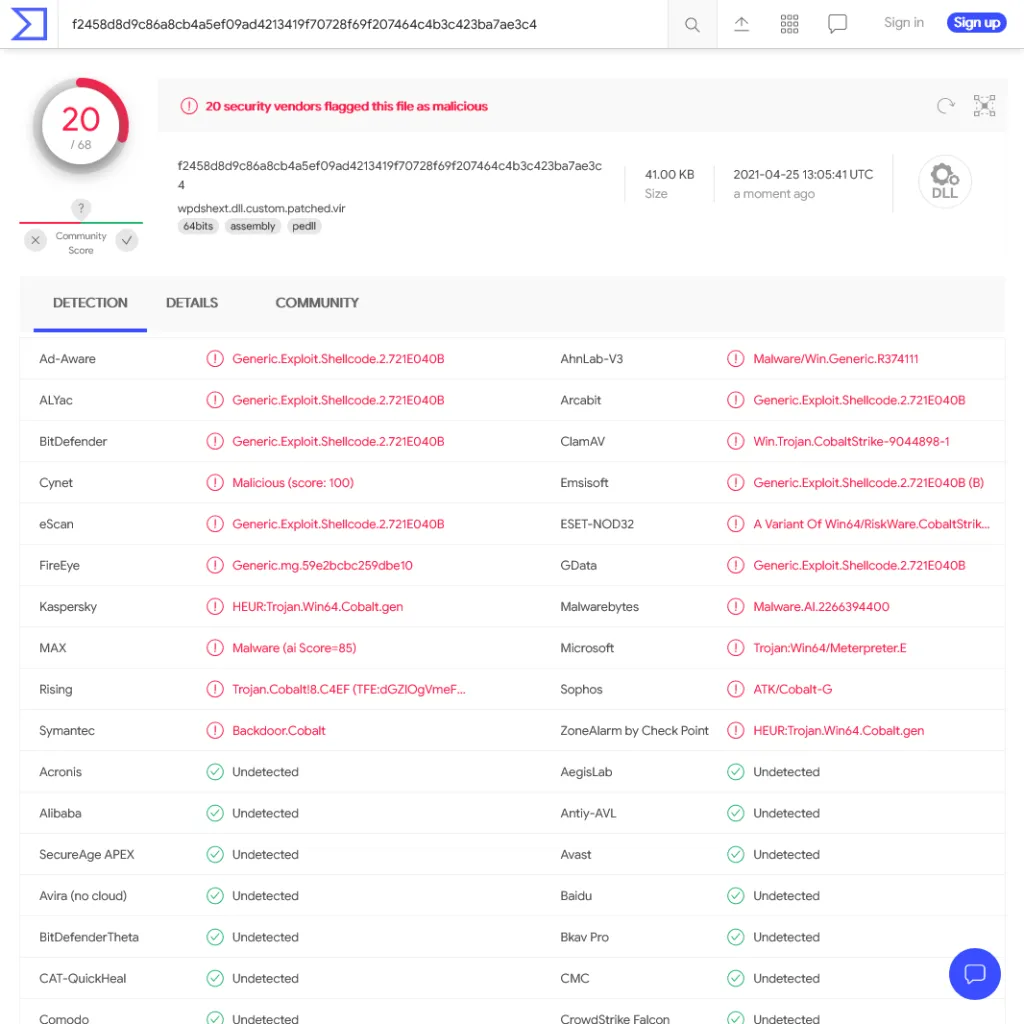 f2458d8d9c86a8cb4a5ef09ad4213419f70728f69f207464c4b3c423ba7ae3c4
Sign in
Sign up
20
/ 68
?
Community
Score
20 security vendors flagged this file as malicious
f2458d8d9c86a8cb4a5ef09ad4213419f70728f69f207464c4b3c423ba7ae3c
4
wpdshext.dll.custom.patched.vir
64bits assembly pedll
41.00 KB
Size
2021-04-25 13:05:41 UTC
a moment ago
DLL
DETECTION DETAILS COMMUNITY
Ad-Aware Generic.Exploit.Shellcode.2.721E040B AhnLab-V3 Malware/Win.Generic.R374111
ALYac Generic.Exploit.Shellcode.2.721E040B Arcabit Generic.Exploit.Shellcode.2.721E040B
BitDefender Generic.Exploit.Shellcode.2.721E040B ClamAV Win.Trojan.CobaltStrike-9044898-1
Cynet Malicious (score: 100) Emsisoft Generic.Exploit.Shellcode.2.721E040B (B)
eScan Generic.Exploit.Shellcode.2.721E040B ESET-NOD32 A Variant Of Win64/RiskWare.CobaltStrik...
FireEye Generic.mg.59e2bcbc259dbe10 GData Generic.Exploit.Shellcode.2.721E040B
Kaspersky HEUR:Trojan.Win64.Cobalt.gen Malwarebytes Malware.AI.2266394400
MAX Malware (ai Score=85) Microsoft Trojan:Win64/Meterpreter.E
Rising Trojan.Cobalt!8.C4EF (TFE:dGZlOgVmeF... Sophos ATK/Cobalt-G
Symantec Backdoor.Cobalt ZoneAlarm by Check Point HEUR:Trojan.Win64.Cobalt.gen
Acronis Undetected AegisLab Undetected
Alibaba Undetected Antiy-AVL Undetected
SecureAge APEX Undetected Avast Undetected
Avira (no cloud) Undetected Baidu Undetected
BitDefenderTheta Undetected Bkav Pro Undetected
CAT-QuickHeal Undetected CMC Undetected
Comodo Undetected CrowdStrike Falcon Undetected